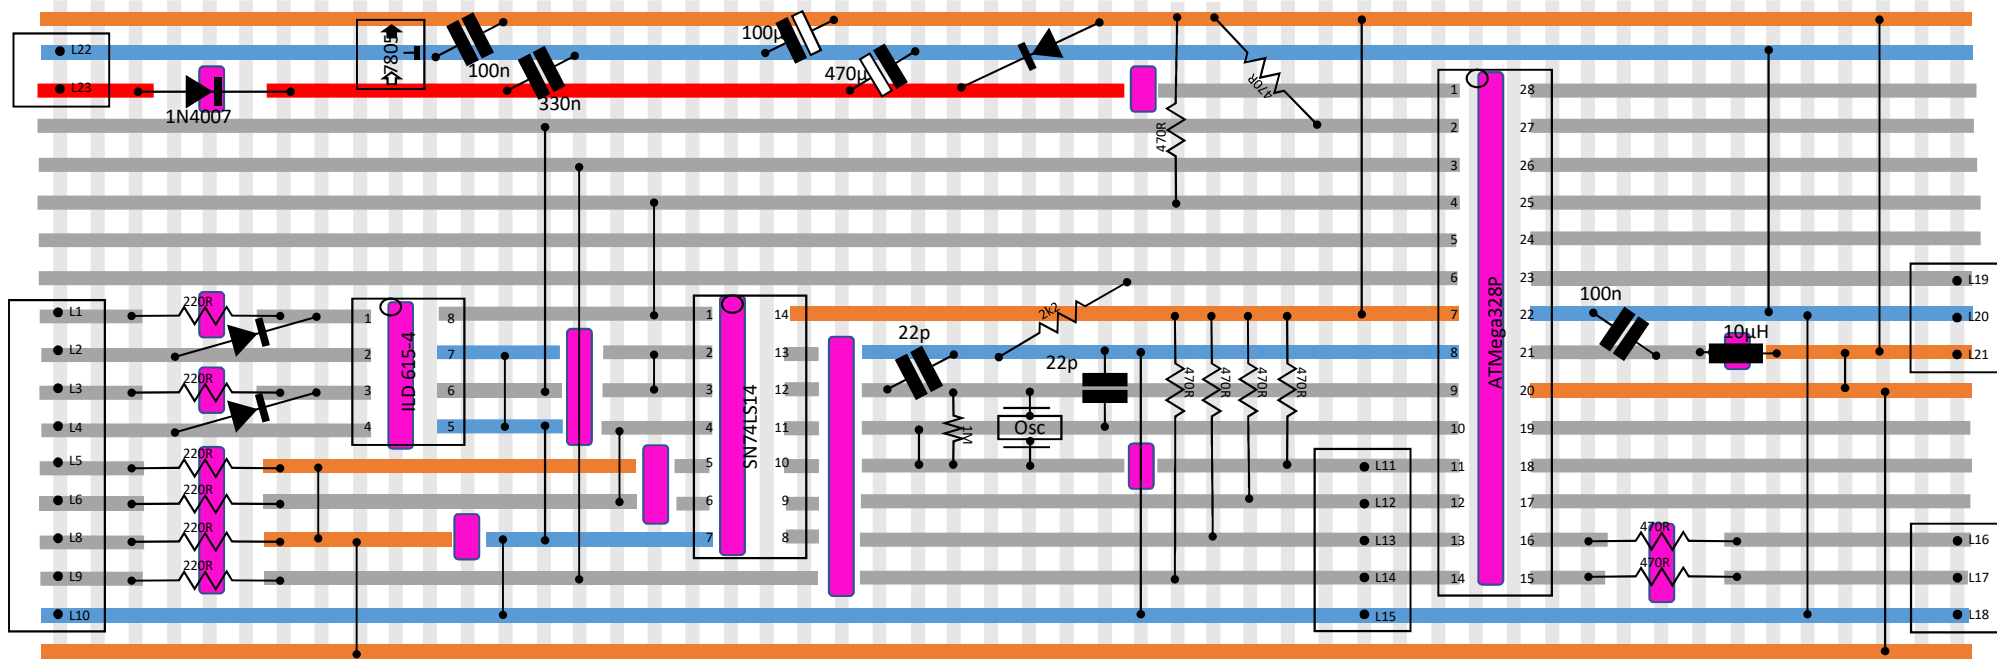 L22
L23
1N4007
7805
100n
330n
100µ
470µ
470R
470R
1
2
3
4
5
6
7
8
9
10
11
12
13
14
ATMega328P
28
27
26
25
24
23
22
21
20
19
18
17
16
15
L1
L2
L3
L4
L5
L6
L8
L9
L10
220R
220R
220R
220R
220R
220R
1
2
3
4
ILD 615-4
8
7
6
5
1
2
3
4
5
6
7
SN74LS14
14
13
12
11
10
9
8
22p
2k2
22p
1M
Osc
470R
470R
470R
470R
L11
L12
L13
L14
L15
100n
10µH
470R
470R
L19
L20
L21
L16
L17
L18